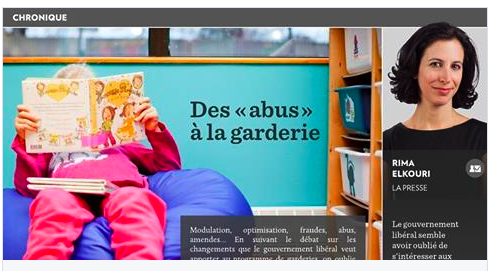 CHRONIQUE
Des « abus »
à la garderie
RIMA
ELKOURI
LA PRESSE
Modulation, optimisation, fraudes, abus,
amendes... En suivant le débat sur les
changements que le gouvernement libéral veut
apporter au programme de garderies, on oublie
Le gouvernement
libéral semble
avoir oublié de
s'intéresser aux